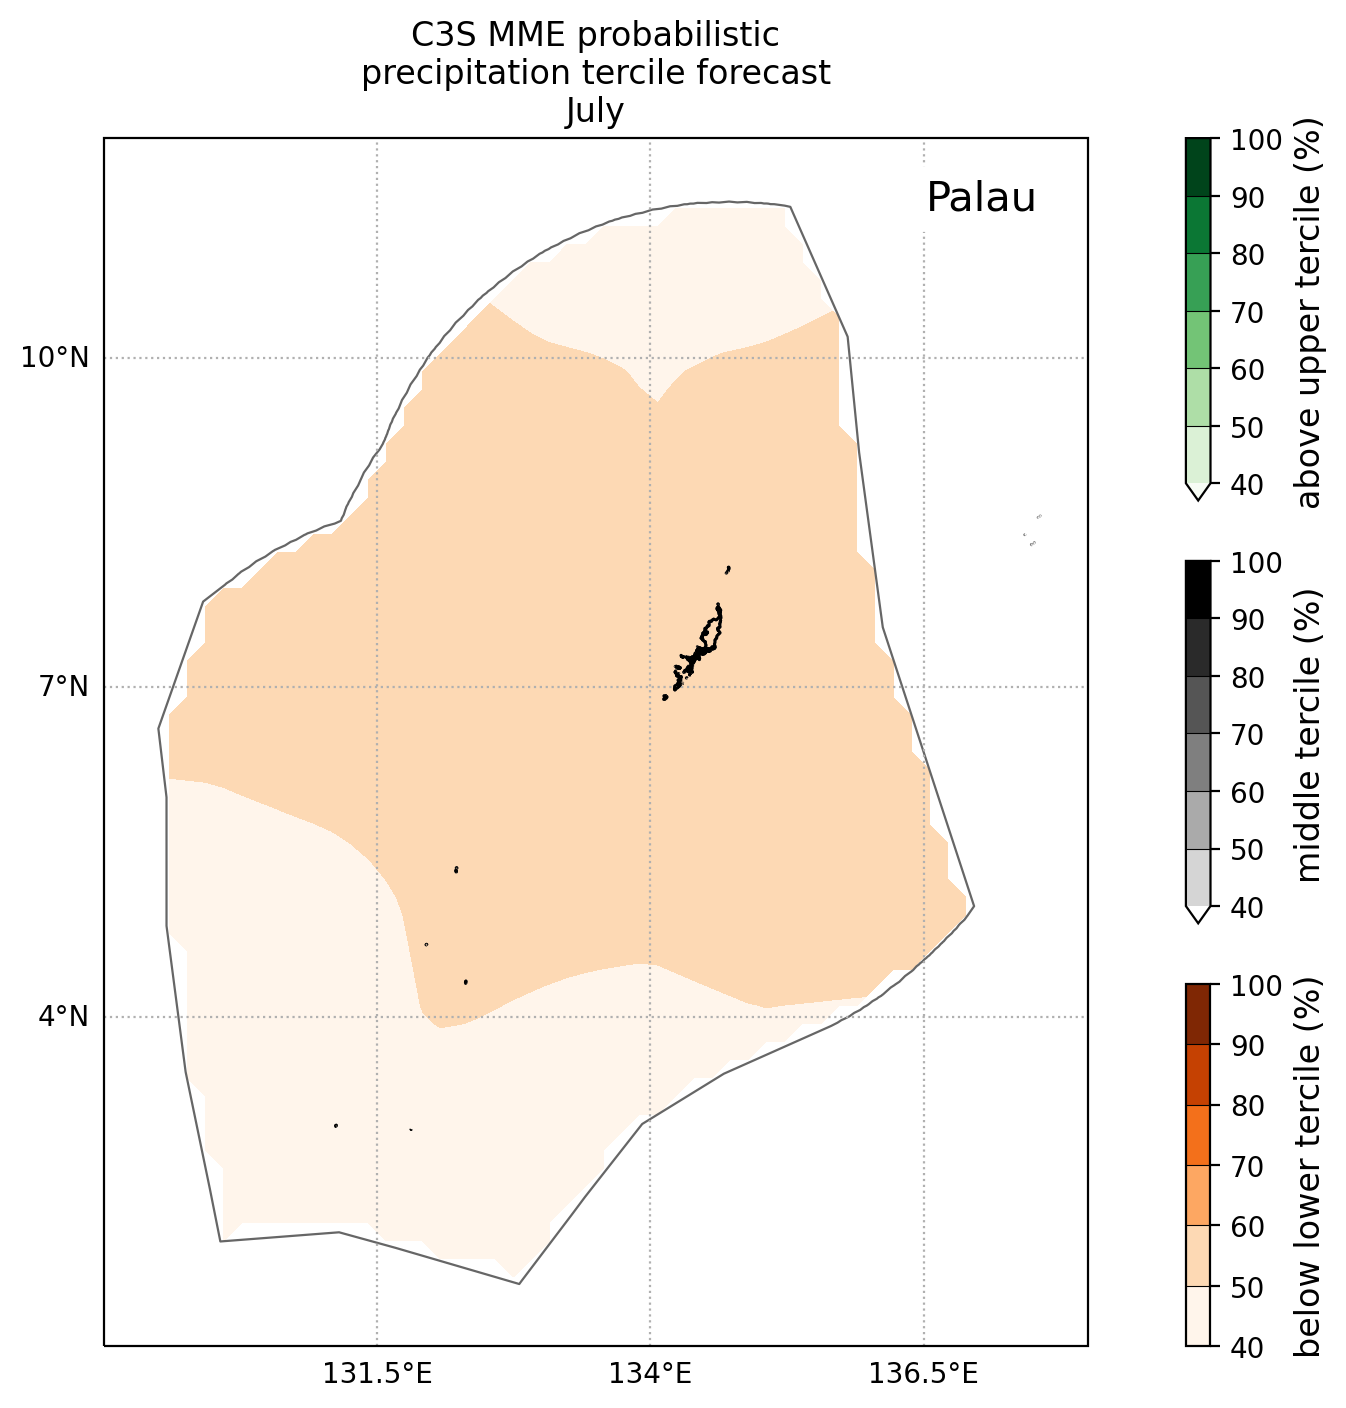 C3S MME probabilistic
precipitation tercile forecast
July
Palau
10°N
7°N
4°N
131.5°E
134°E
136.5°E
100
90
80
70
60
50
40
above upper tercile (%)
100
90
80
70
60
50
40
middle tercile (%)
100
90
80
70
60
50
40
below lower tercile (%)